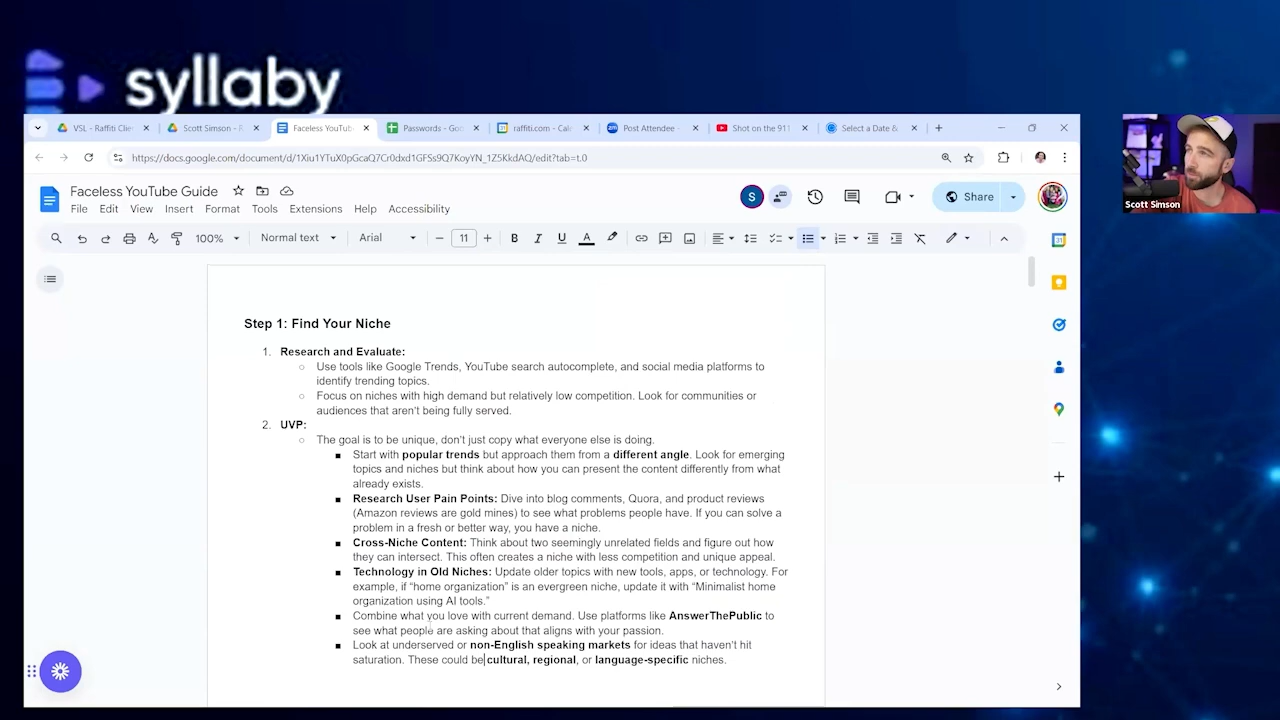 syllaby
VSL - Raffiti Clie
Scott Simson - R
Faceless YouTub
Passwords - Goo
raffiti.com - Cale
Post Attendee -
Shot on the 911
Select a Date &
https://docs.google.com/document/d/1Xiu1YTuX0pGcaQ7Cr0dxd1GFSs9Q7KoyYN_1Z5KkdAQ/edit?tab=t.0
Faceless YouTube Guide
S
Share
File Edit View Insert Format Tools Extensions Help Accessibility
100% Normal text Arial 11 B I U A
Scott Simson
Step 1: Find Your Niche
1. Research and Evaluate:
○ Use tools like Google Trends, YouTube search autocomplete, and social media platforms to
identify trending topics.
○ Focus on niches with high demand but relatively low competition. Look for communities or
audiences that aren't being fully served.
2. UVP:
○ The goal is to be unique, don't just copy what everyone else is doing.
■ Start with popular trends but approach them from a different angle. Look for emerging
topics and niches but think about how you can present the content differently from what
already exists.
■ Research User Pain Points: Dive into blog comments, Quora, and product reviews
(Amazon reviews are gold mines) to see what problems people have. If you can solve a
problem in a fresh or better way, you have a niche.
■ Cross-Niche Content: Think about two seemingly unrelated fields and figure out how
they can intersect. This often creates a niche with less competition and unique appeal.
■ Technology in Old Niches: Update older topics with new tools, apps, or technology. For
example, if “home organization” is an evergreen niche, update it with “Minimalist home
organization using AI tools.”
■ Combine what you love with current demand. Use platforms like AnswerThePublic to
see what people are asking about that aligns with your passion.
■ Look at underserved or non-English speaking markets for ideas that haven't hit
saturation. These could be cultural, regional, or language-specific niches.